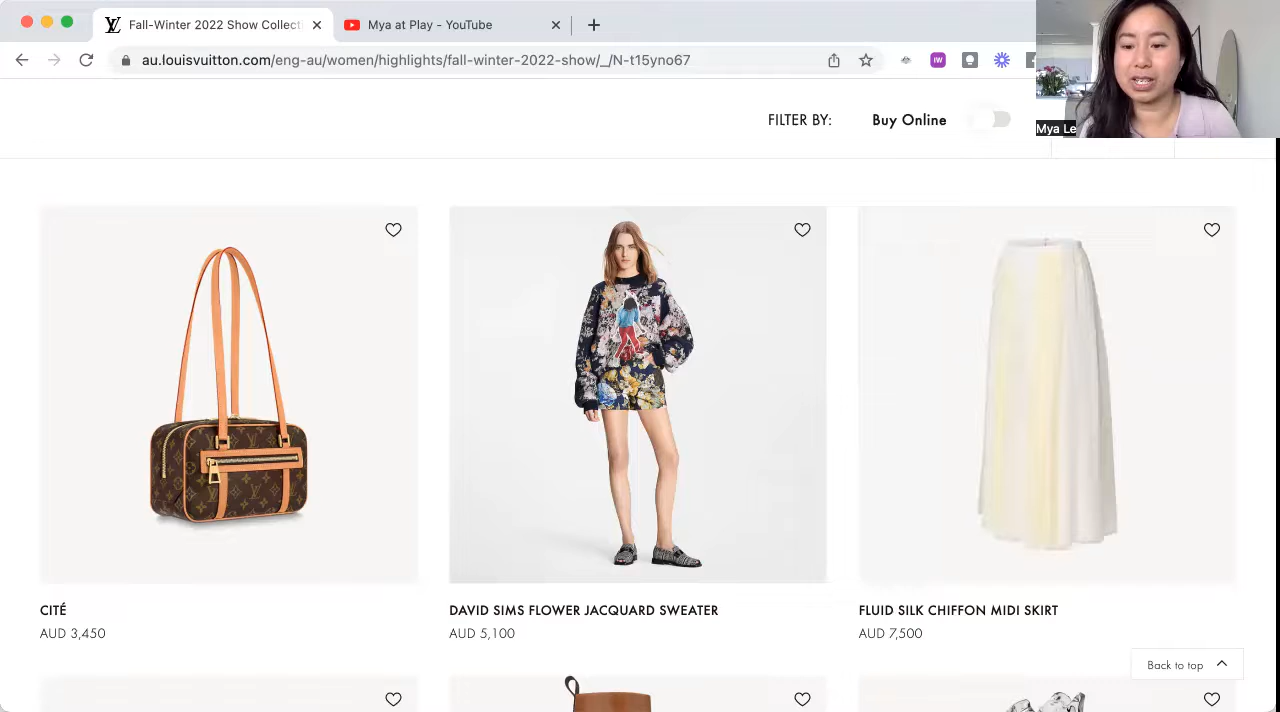 Fall-Winter 2022 Show Collecti
Mya at Play - YouTube
au.louisvuitton.com/eng-au/women/highlights/fall-winter-2022-show/_/N-t15yno67
IW
Mya Le
FILTER BY:
Buy Online
CITÉ
AUD 3,450
DAVID SIMS FLOWER JACQUARD SWEATER
AUD 5,100
FLUID SILK CHIFFON MIDI SKIRT
AUD 7,500
Back to top